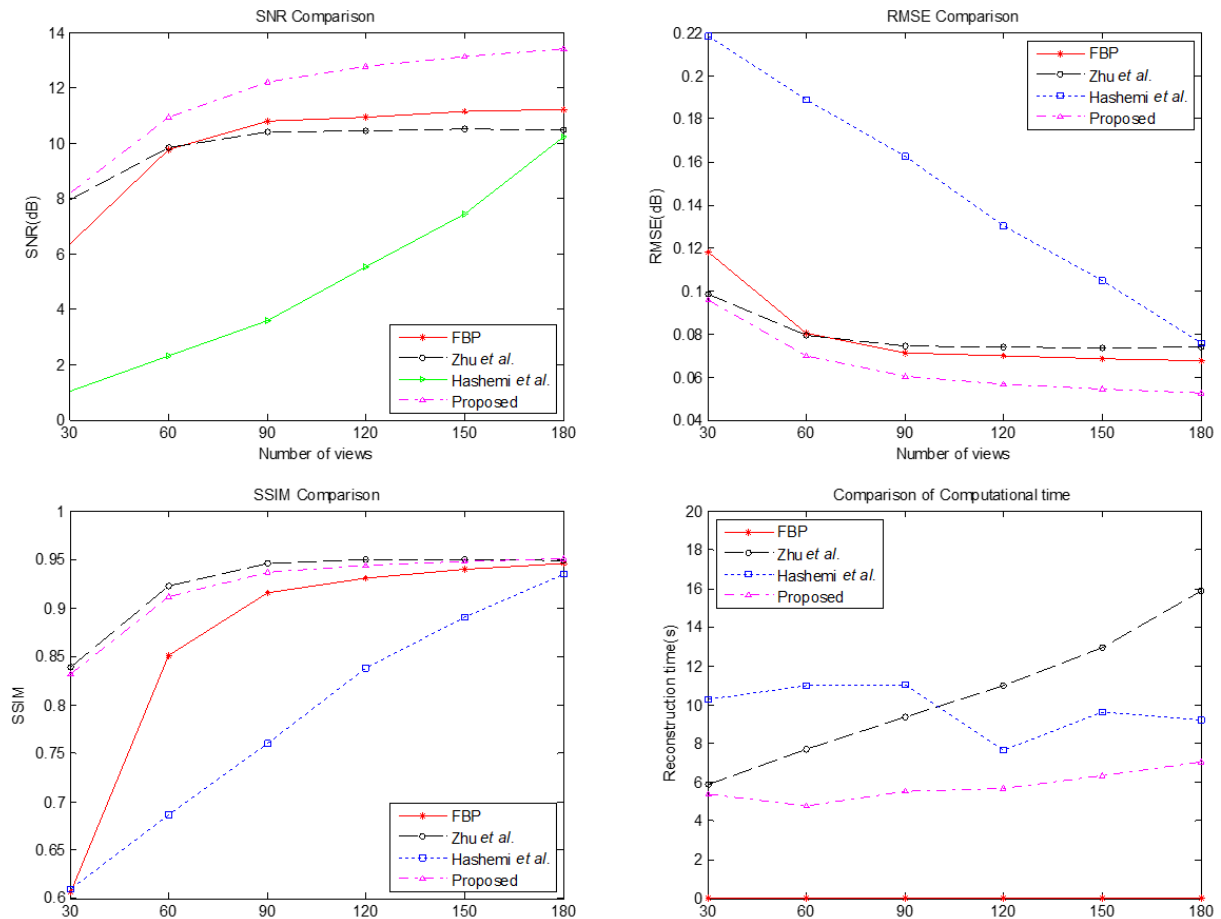 SNR Comparison
14
12
10
8
6
4
2
0
SNR(dB)
FBP
Zhu et al.
Hashemi et al.
Proposed
30 60 90 120 150 180
Number of views
RMSE Comparison
0.22
0.2
0.18
0.16
0.14
0.12
0.1
0.08
0.06
0.04
RMSE(dB)
FBP
Zhu et al.
Hashemi et al.
Proposed
30 60 90 120 150 180
Number of views
SSIM Comparison
1
0.95
0.9
0.85
0.8
0.75
0.7
0.65
0.6
SSIM
FBP
Zhu et al.
Hashemi et al.
Proposed
30 60 90 120 150 180
Comparison of Computational time
20
18
16
14
12
10
8
6
4
2
0
Reconstruction time(s)
FBP
Zhu et al.
Hashemi et al.
Proposed
30 60 90 120 150 180